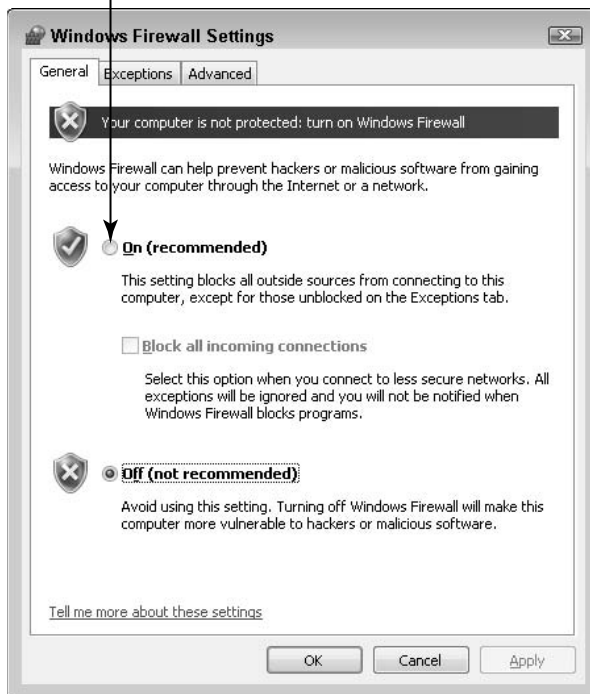 Windows Firewall Settings
General Exceptions Advanced
Your computer is not protected: turn on Windows Firewall
Windows Firewall can help prevent hackers or malicious software from gaining
access to your computer through the Internet or a network.
On (recommended)
This setting blocks all outside sources from connecting to this
computer, except for those unblocked on the Exceptions tab.
Block all incoming connections
Select this option when you connect to less secure networks. All
exceptions will be ignored and you will not be notified when
Windows Firewall blocks programs.
Off (not recommended)
Avoid using this setting. Turning off Windows Firewall will make this
computer more vulnerable to hackers or malicious software.
Tell me more about these settings
OK Cancel Apply